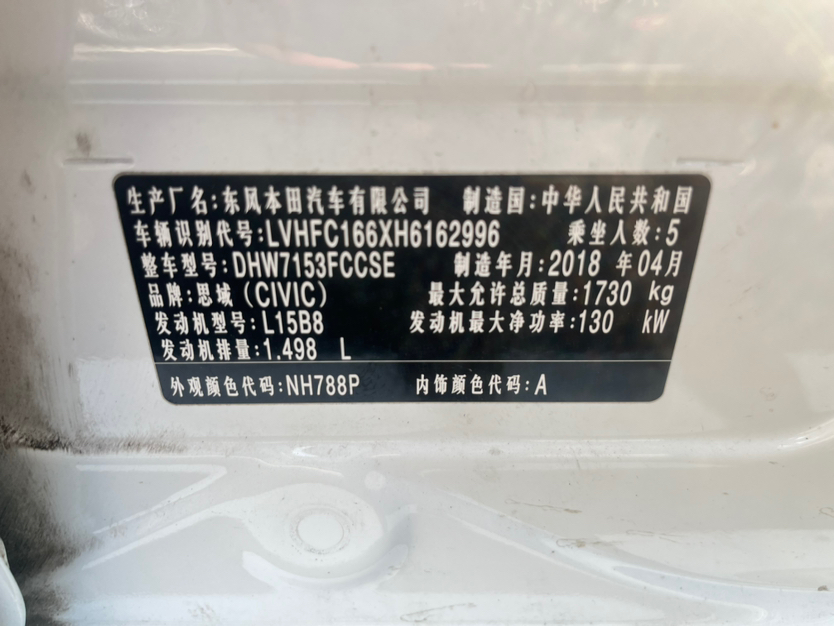 生产厂名:东风本田汽车有限公司 制造国:中华人民共和国
车辆识别代号:LVHFC166XH6162996 乘坐人数:5
整车型号:DHW7153FCCSE 制造年月:2018 年04月
品牌:思域(CIVIC) 最大允许总质量:1730 kg
发动机型号:L15B8 发动机最大净功率:130 kW
发动机排量:1.498 L
外观颜色代码:NH788P 内饰颜色代码:A